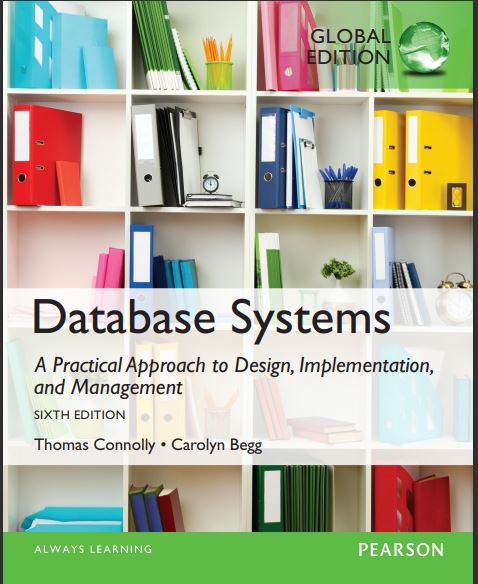 GLOBAL
EDITION
Database Systems
A Practical Approach to Design, Implementation,
and Management
SIXTH EDITION
Thomas Connolly • Carolyn Begg
ALWAYS LEARNING
PEARSON